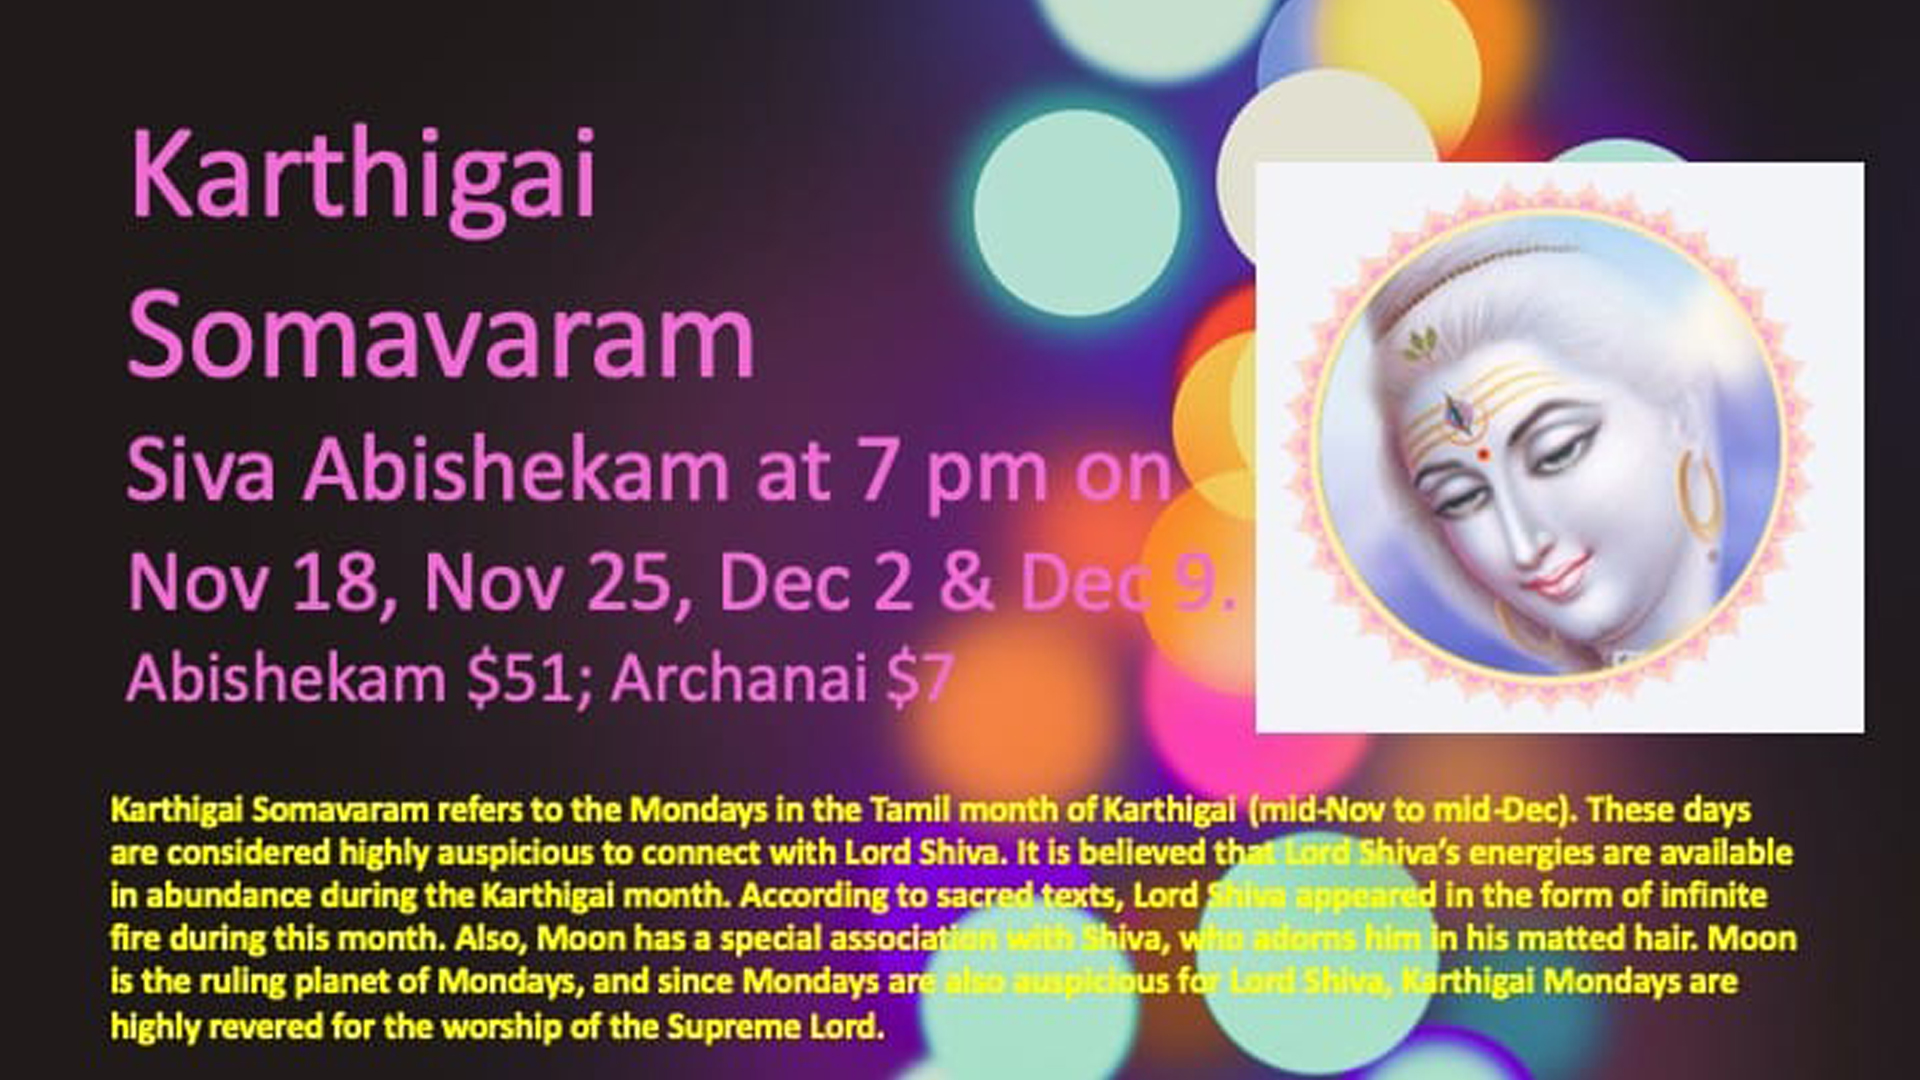 Karthigai
Somavaram
Siva Abishekam at 7 pm on
Nov 18, Nov 25, Dec 2 & Dec 9.
Abishekam $51; Archanai $7
Karthigai Somavaram refers to the Mondays in the Tamil month of Karthigai (mid-Nov to mid-Dec). These days
are considered highly auspicious to connect with Lord Shiva. It is believed that Lord Shiva’s energies are available
in abundance during the Karthigai month. According to sacred texts, Lord Shiva appeared in the form of infinite
fire during this month. Also, Moon has a special association with Shiva, who adorns him in his matted hair. Moon
is the ruling planet of Mondays, and since Mondays are also auspicious for Lord Shiva, Karthigai Mondays are
highly revered for the worship of the Supreme Lord.